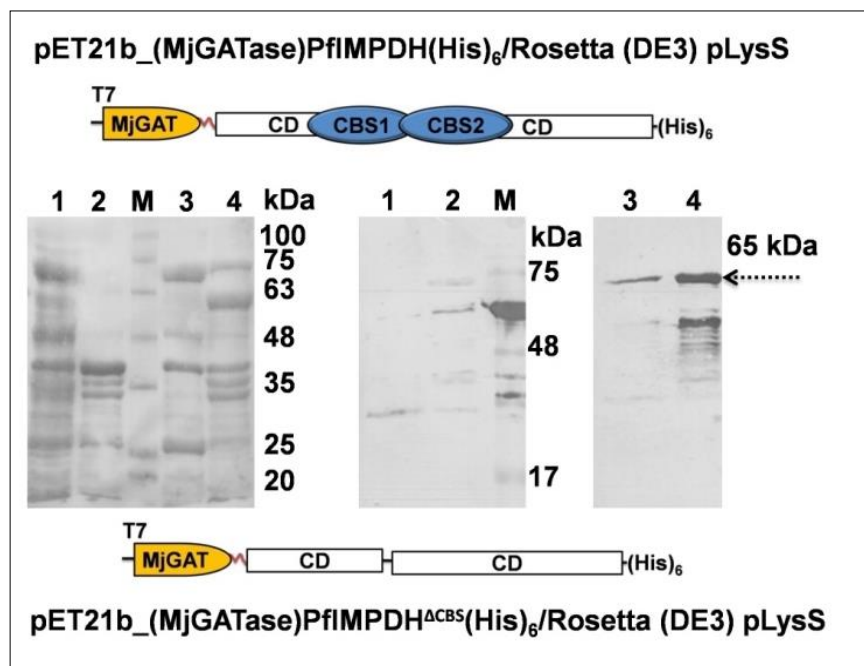 pET21b_(MjGATase)PfIMPDH(His)₆/Rosetta (DE3) pLysS
T7
MjGAT CD CBS1 CBS2 CD (His)₆
1 2 M 3 4 kDa
100
75
63
48
35
25
20
1 2 M
kDa
75
48
17
3 4
65 kDa
T7
MjGAT CD CD (His)₆
pET21b_(MjGATase)PfIMPDH^ΔCBS(His)₆/Rosetta (DE3) pLysS